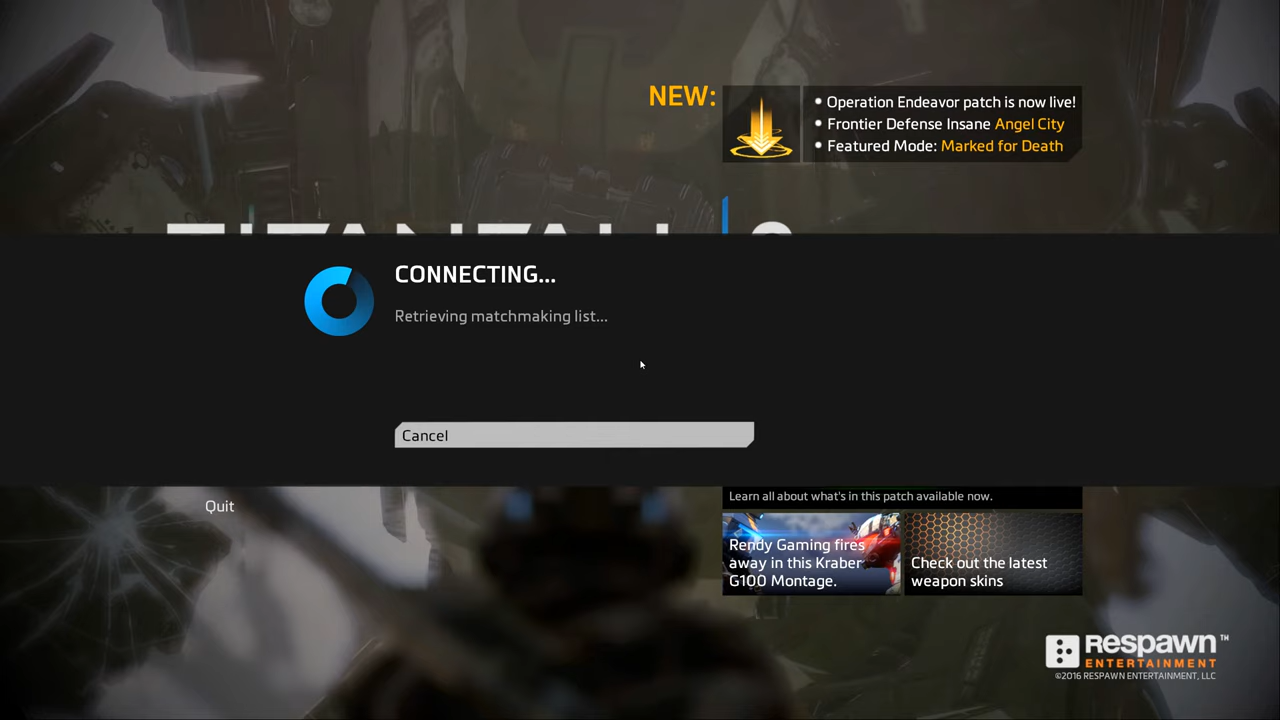 NEW:
• Operation Endeavor patch is now live!
• Frontier Defense Insane Angel City
• Featured Mode: Marked for Death
CONNECTING...
Retrieving matchmaking list...
Cancel
Quit
Learn all about what's in this patch available now.
Rendy Gaming fires
away in this Kraber
G100 Montage.
Check out the latest
weapon skins
Respawn™
ENTERTAINMENT
©2016 RESPAWN ENTERTAINMENT, LLC